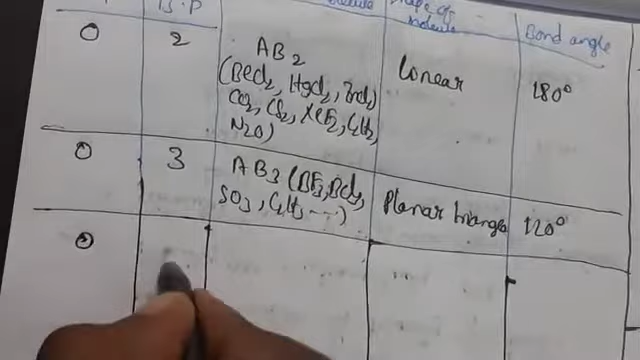 B.P
molecule
shape of
molecule
Bond angle
0
2
AB2
(BeCl2, HgCl2, ZnCl2,
CO2, CS2, XeF2, C2H2,
N2O)
Linear
180°
0
3
AB3 (BF3, BCl3,
SO3, C2H4 ---)
Planar triangle
120°
0